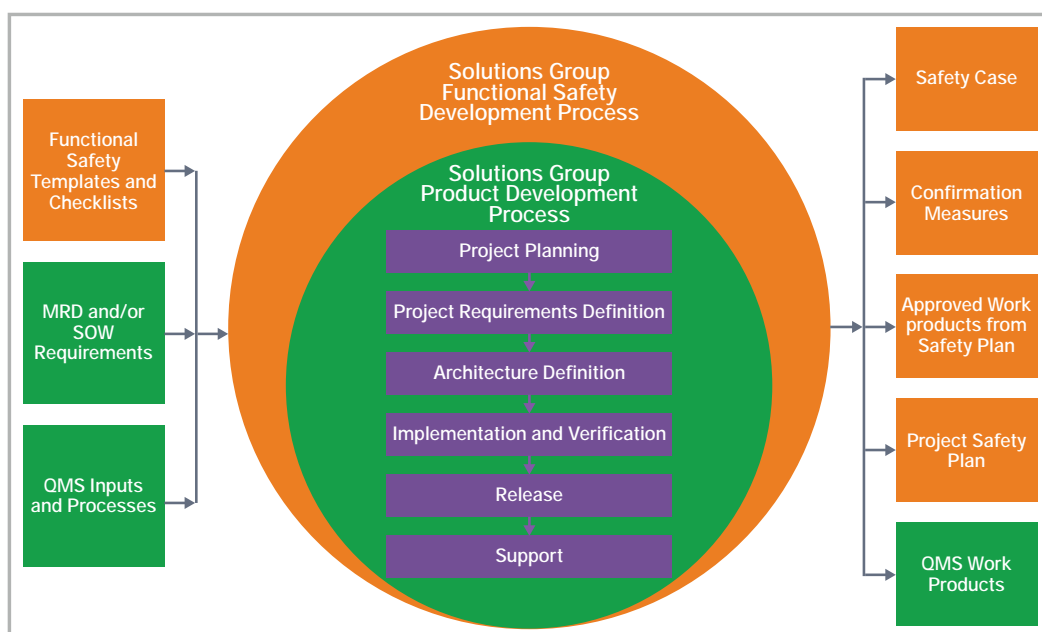 Functional
Safety
Templates and
Checklists
MRD and/or
SOW
Requirements
QMS Inputs
and Processes
Solutions Group
Functional Safety
Development Process
Solutions Group
Product Development
Process
Project Planning
Project Requirements Definition
Architecture Definition
Implementation and Verification
Release
Support
Safety Case
Confirmation
Measures
Approved Work
products from
Safety Plan
Project Safety
Plan
QMS Work
Products